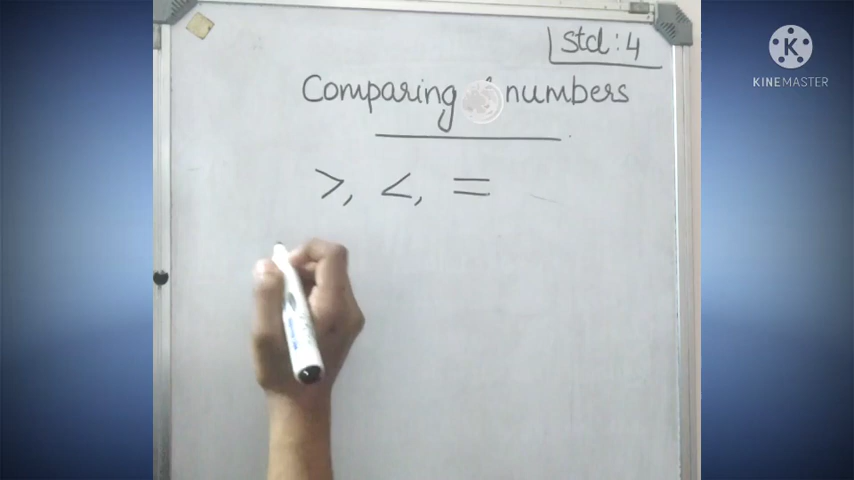 Std : 4
KINEMASTER
Comparing numbers
>, <, =